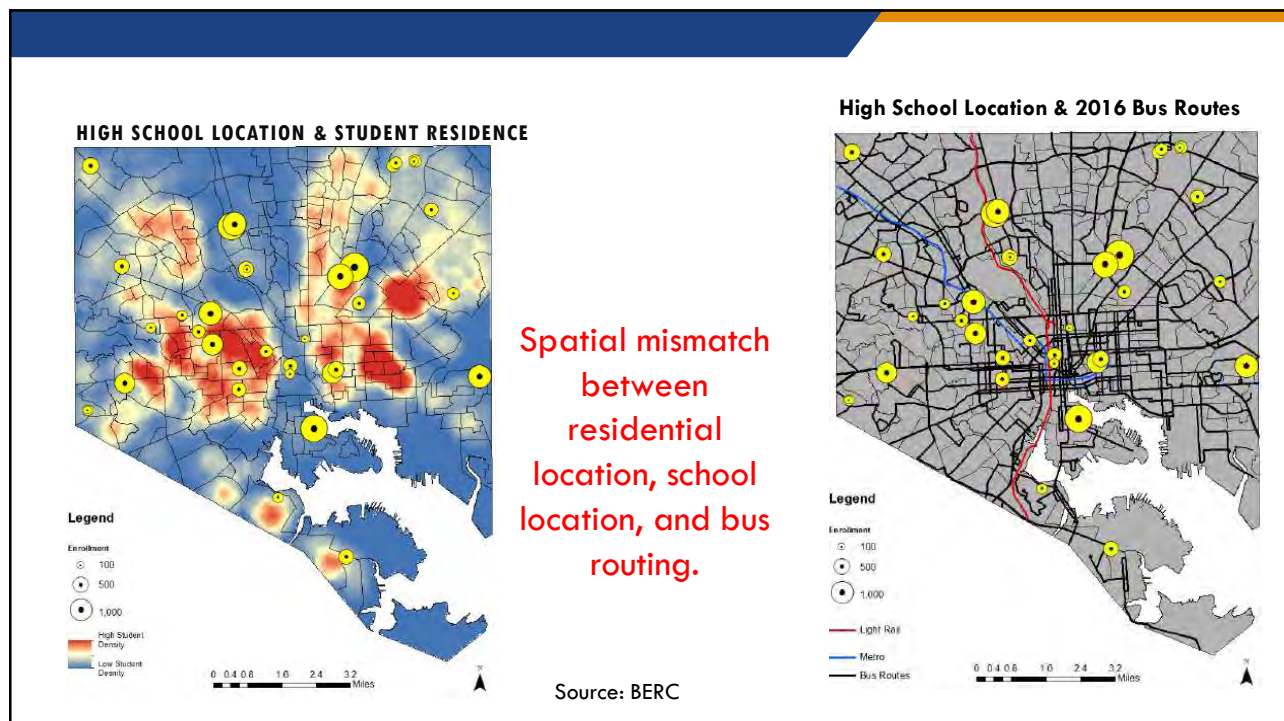 HIGH SCHOOL LOCATION & STUDENT RESIDENCE
Legend
Enrollment
100
500
1,000
High Student
Density
Low Student
Density
0 0.4 0.8 1.6 2.4 3.2
Miles
N
Spatial mismatch
between
residential
location, school
location, and bus
routing.
Source: BERC
High School Location & 2016 Bus Routes
Legend
Enrollment
100
500
1,000
Light Rail
Metro
Bus Routes
0 0.4 0.8 1.6 2.4 3.2
Miles
N